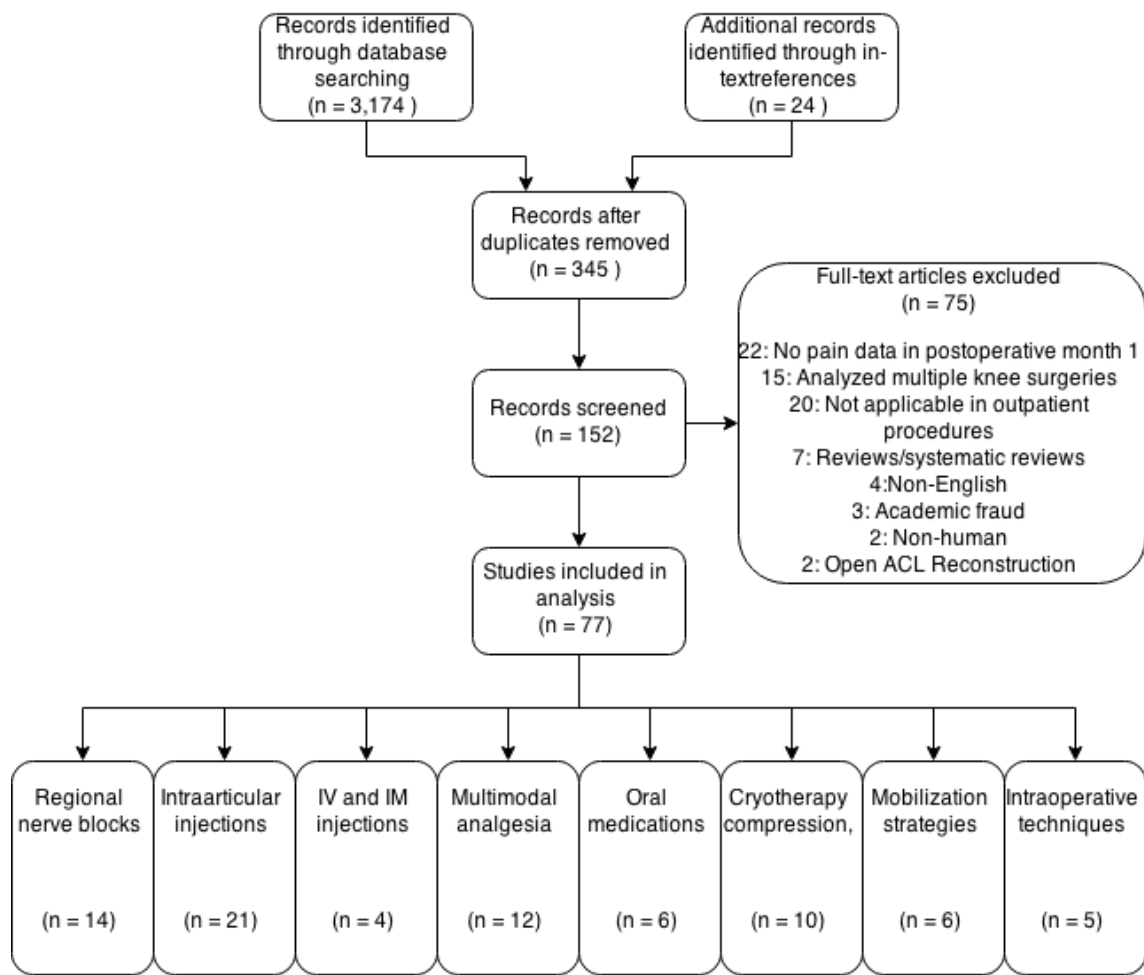 Records identified
through database
searching
(n = 3,174 )
Additional records
identified through in-
textreferences
(n = 24 )
Records after
duplicates removed
(n = 345 )
Records screened
(n = 152)
Full-text articles excluded
(n = 75)
22: No pain data in postoperative month 1
15: Analyzed multiple knee surgeries
20: Not applicable in outpatient
procedures
7: Reviews/systematic reviews
4:Non-English
3: Academic fraud
2: Non-human
2: Open ACL Reconstruction
Studies included in
analysis
(n = 77)
Regional
nerve blocks
(n = 14)
Intraarticular
injections
(n = 21)
IV and IM
injections
(n = 4)
Multimodal
analgesia
(n = 12)
Oral
medications
(n = 6)
Cryotherapy
compression,
(n = 10)
Mobilization
strategies
(n = 6)
Intraoperative
techniques
(n = 5)